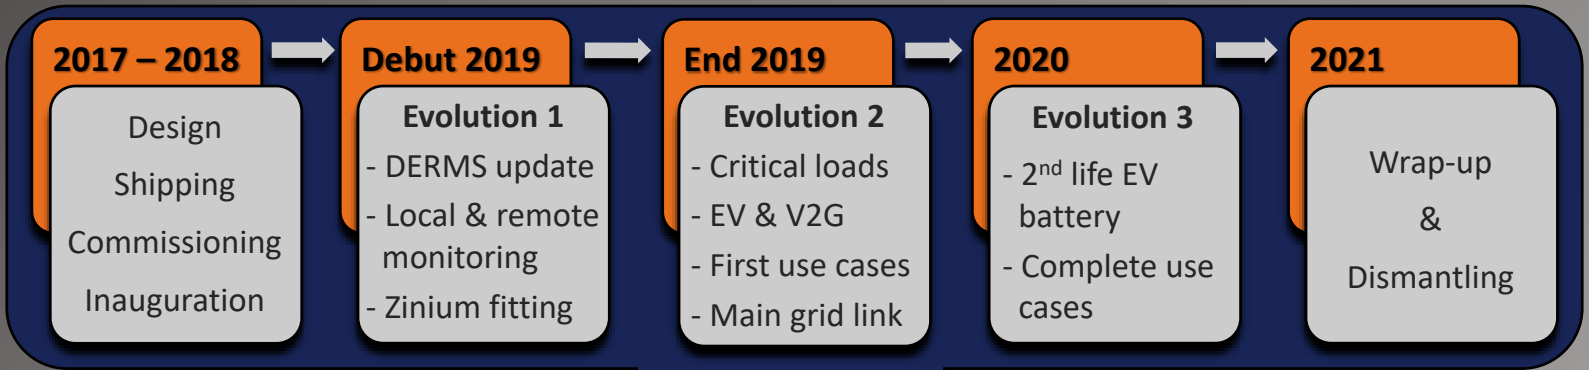 2017 – 2018
Design
Shipping
Commissioning
Inauguration
Debut 2019
Evolution 1
- DERMS update
- Local & remote
monitoring
- Zinium fitting
End 2019
Evolution 2
- Critical loads
- EV & V2G
- First use cases
- Main grid link
2020
Evolution 3
- 2nd life EV
battery
- Complete use
cases
2021
Wrap-up
&
Dismantling